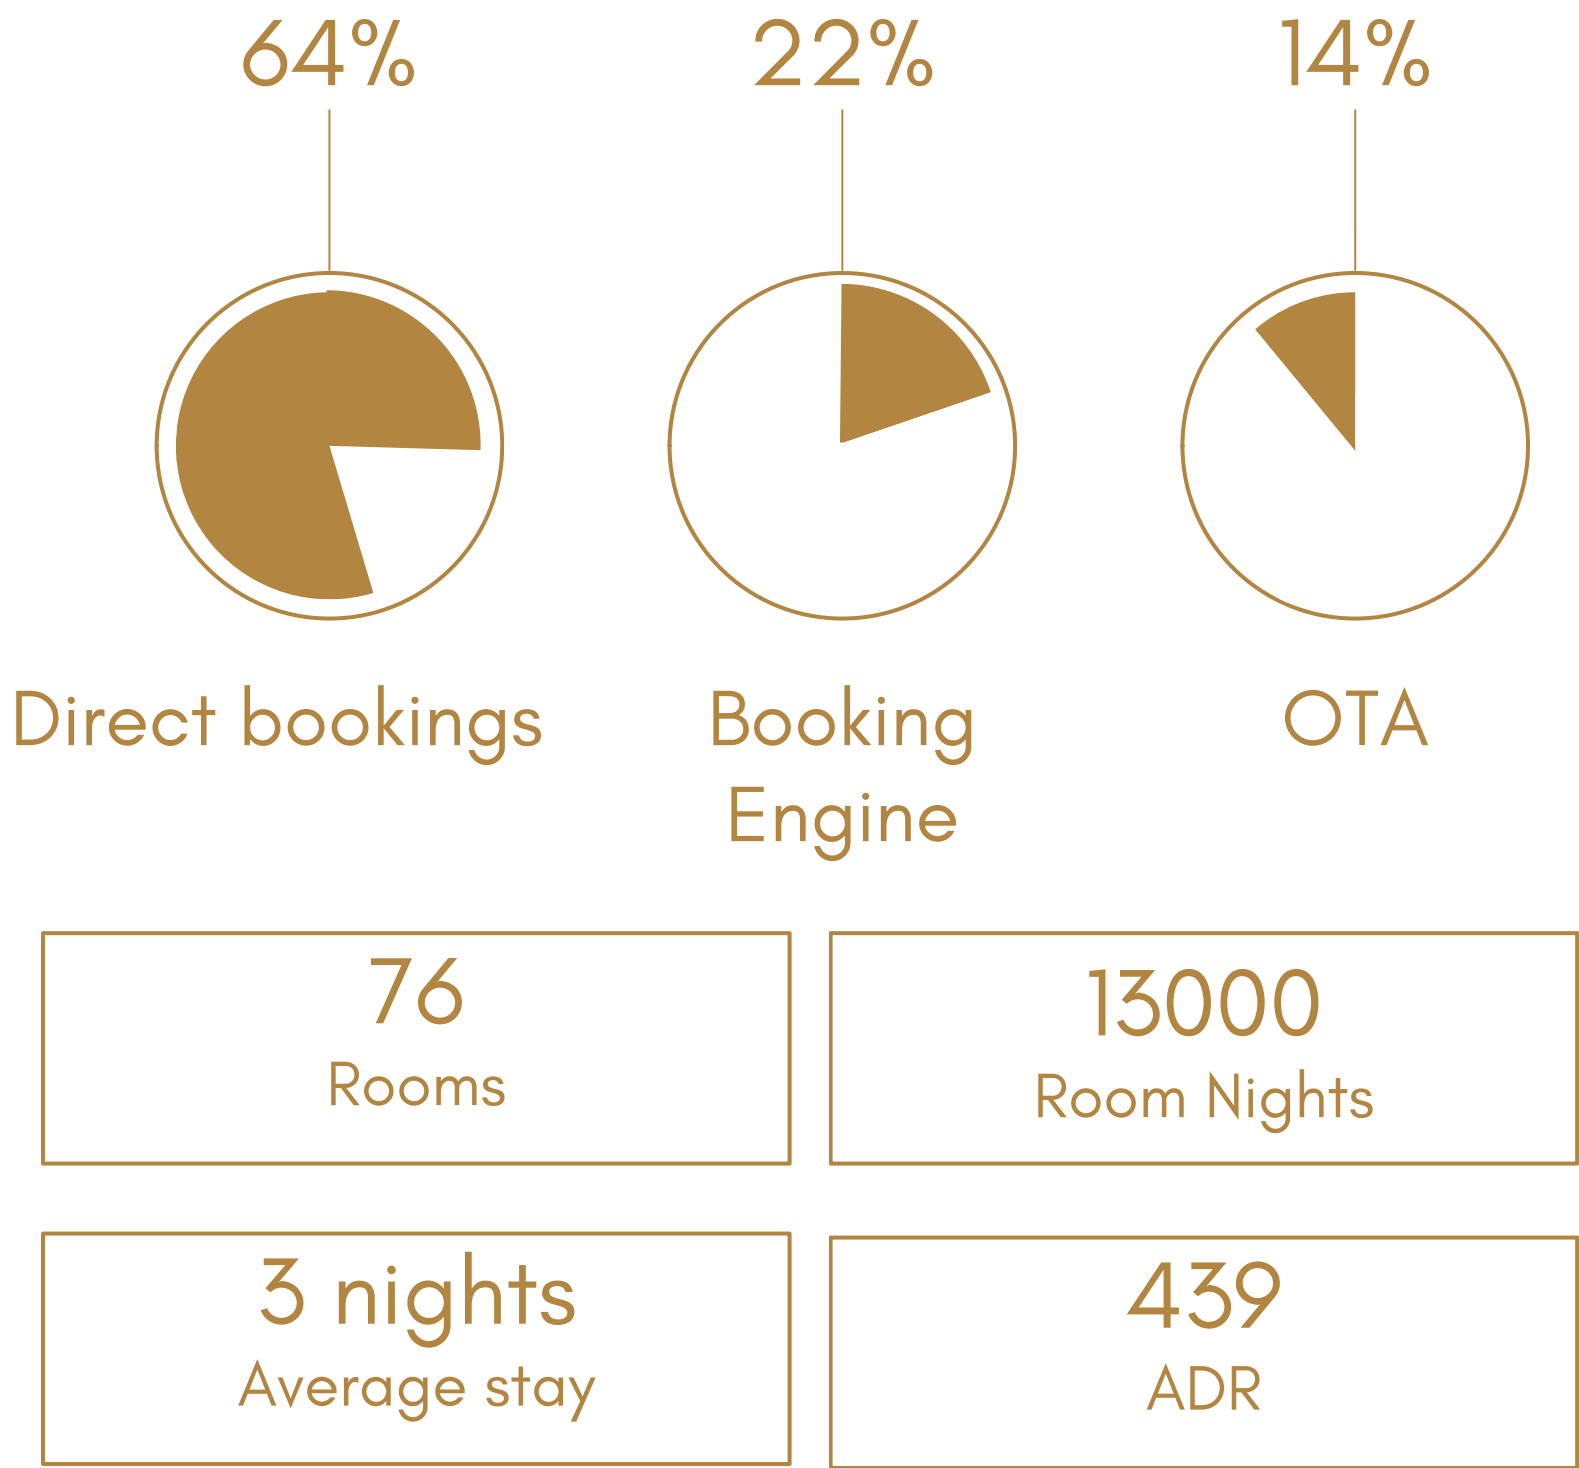 64%
22%
14%
Direct bookings
Booking
Engine
OTA
76
Rooms
13000
Room Nights
3 nights
Average stay
439
ADR